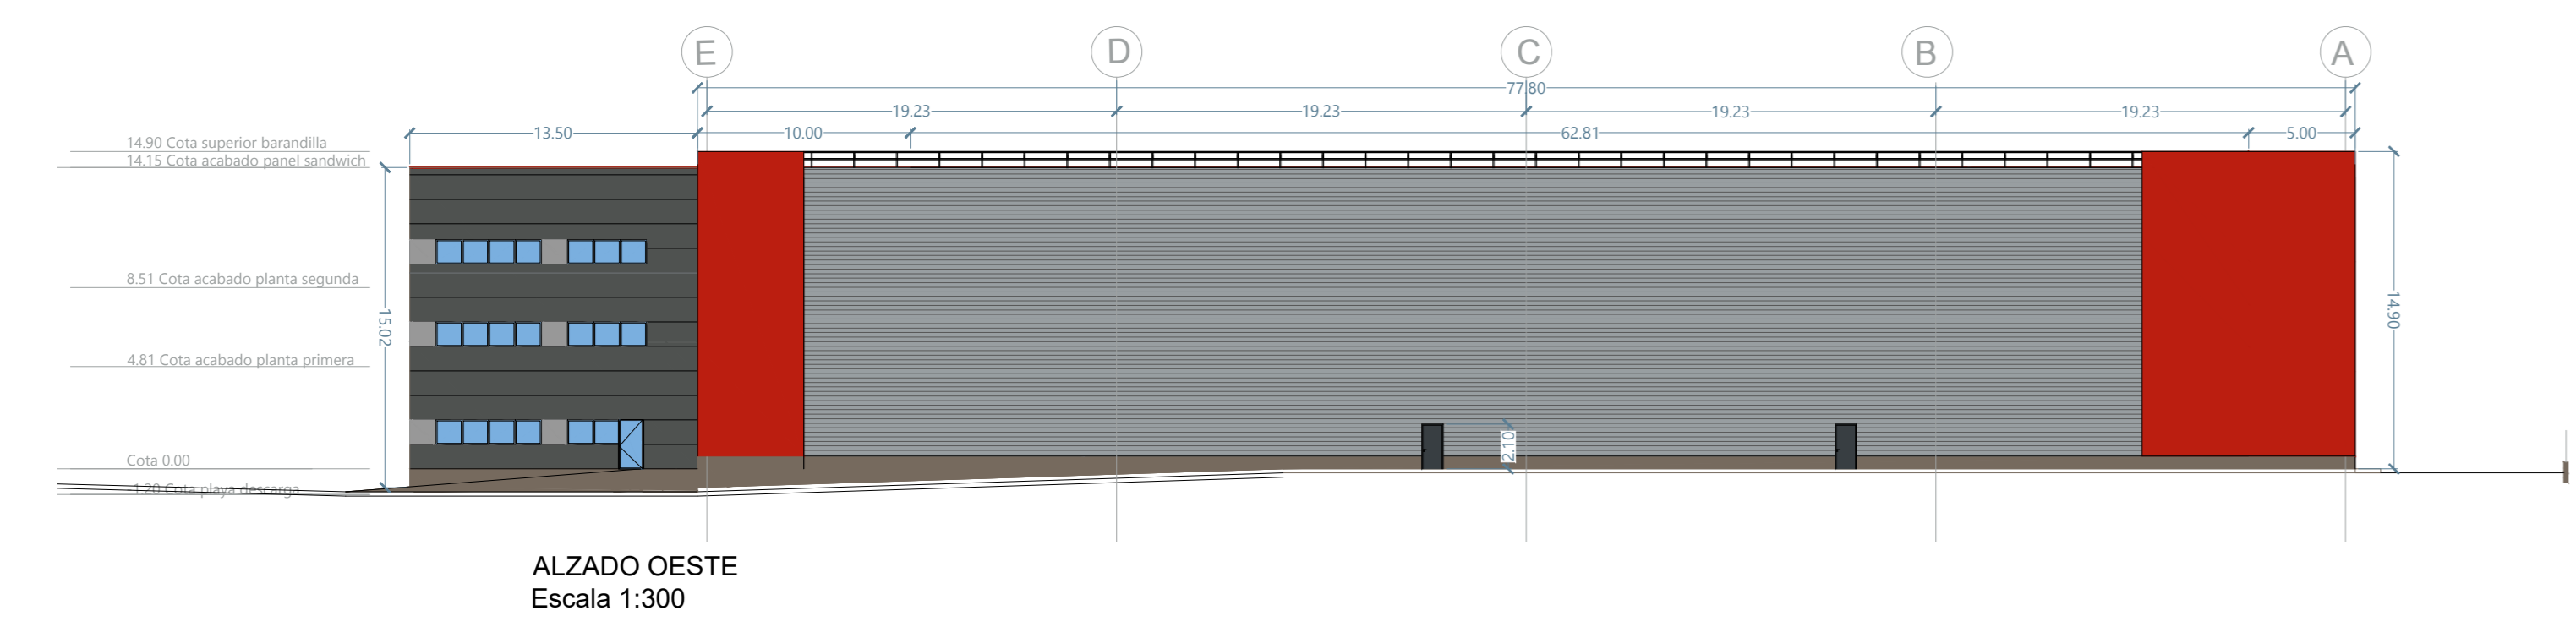 E D C B A
77.80
19.23 19.23 19.23 19.23
13.50 10.00 62.81 5.00
14.90 Cota superior barandilla
14.15 Cota acabado panel sandwich
8.51 Cota acabado planta segunda
15.02
14.90
4.81 Cota acabado planta primera
2.10
Cota 0.00
-1.20 Cota playa descarga
ALZADO OESTE
Escala 1:300